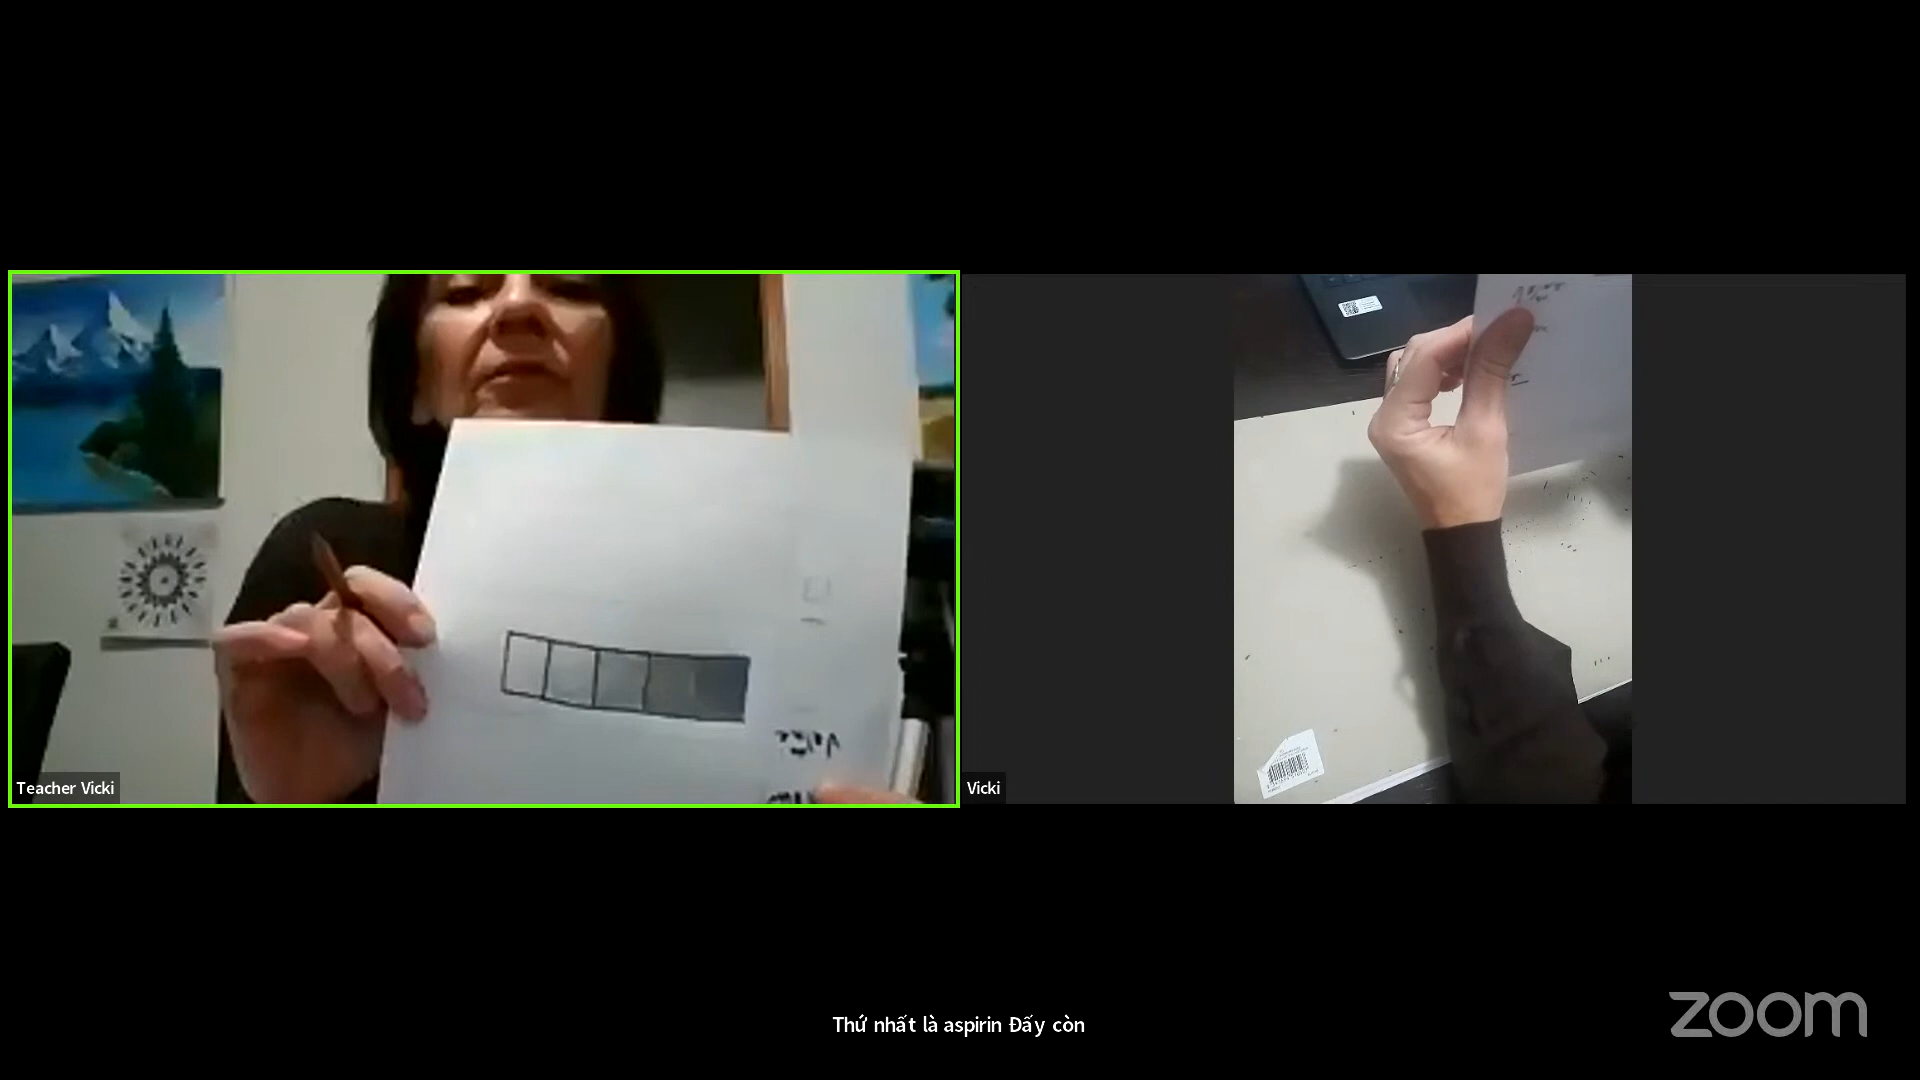 Teacher Vicki
Vicki
Thứ nhất là aspirin Đấy còn
zoom